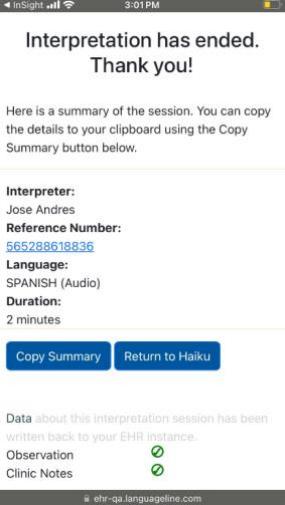 InSight
3:01PM
Interpretation has ended.
Thank you!
Here is a summary of the session. You can copy
the details to your clipboard using the Copy
Summary button below.
Interpreter:
Jose Andres
Reference Number:
565288618836
Language:
SPANISH (Audio)
Duration:
2 minutes
Copy Summary
Return to Haiku
Data about this interpretation session has been
written back to your EHR instance.
Observation
Clinic Notes
ehr-qa.languageline.com